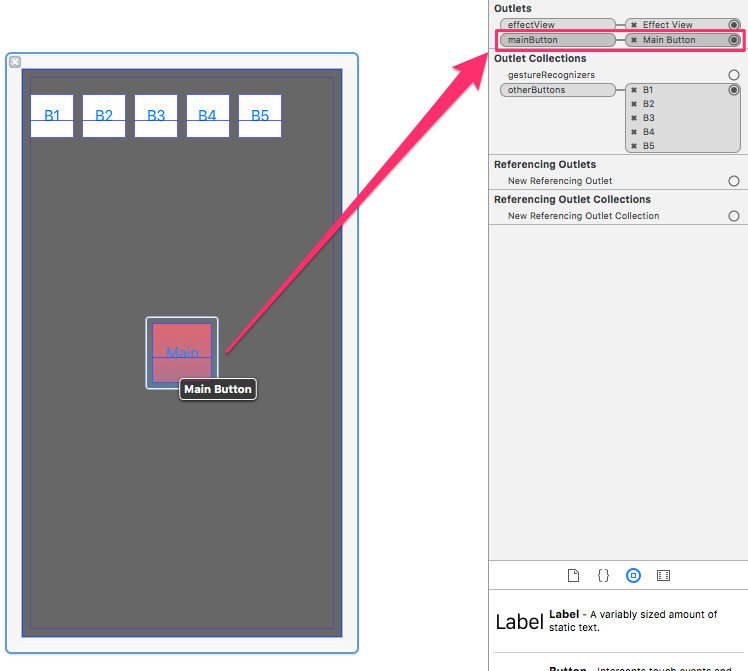 Outlets
effectView ✖ Effect View
mainButton ✖ Main Button
Outlet Collections
gestureRecognizers
otherButtons ✖ B1
✖ B2
✖ B3
✖ B4
✖ B5
Referencing Outlets
New Referencing Outlet
Referencing Outlet Collections
New Referencing Outlet Collection
B1 B2 B3 B4 B5
Main
Main Button
{}
Label Label - A variably sized amount of
static text.
Button - Intercepts touch events and